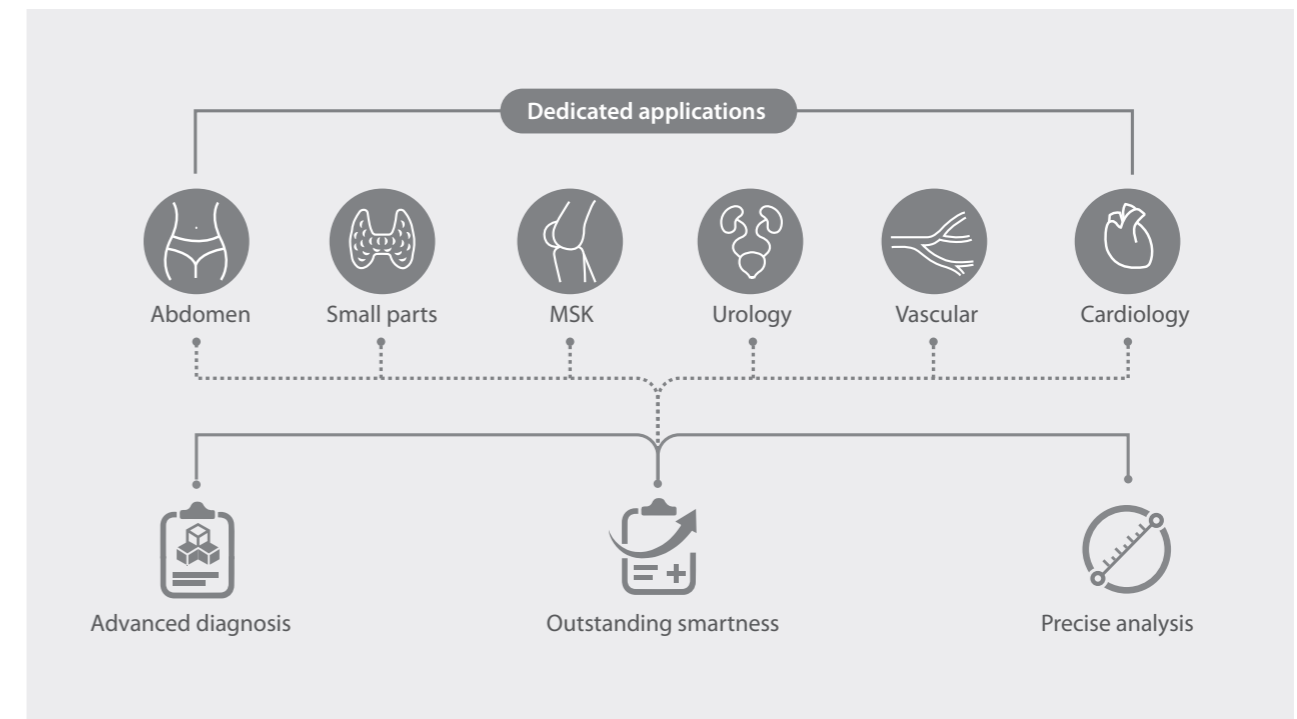 Dedicated applications
Abdomen
Small parts
MSK
Urology
Vascular
Cardiology
Advanced diagnosis
Outstanding smartness
Precise analysis